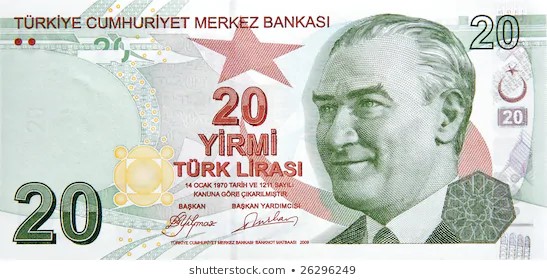 TÜRKİYE CUMHURİYET MERKEZ BANKASI
20
20
20
YİRMİ
TÜRK LİRASI
20
14 OCAK 1970 TARİH VE 1211 SAYILI
KANUNA GÖRE ÇIKARILMIŞTIR.
BAŞKAN BAŞKAN YARDIMCISI
20
TÜRKİYE CUMHURİYET MERKEZ BANKASI BANKNOT MATBAASI 2009
shutterstock IMAGE ID: 26296249